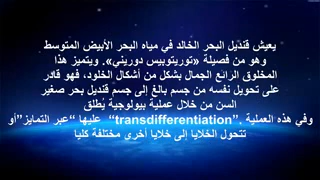 يعيش قنديل البحر الخالد في مياه البحر الأبيض المتوسط
وهو من فصيلة «توريتوبيس دوريني». ويتميز هذا
المخلوق الرائع الجمال بشكل من أشكال الخلود، فهو قادر
على تحويل نفسه من جسم بالغ إلى جسم قنديل بحر صغير
السن من خلال عملية بيولوجية يُطلق
عليها “عبر التمايز”أو “transdifferentiation”. وفي هذه العملية
تتحول الخلايا إلى خلايا أخرى مختلفة كليا